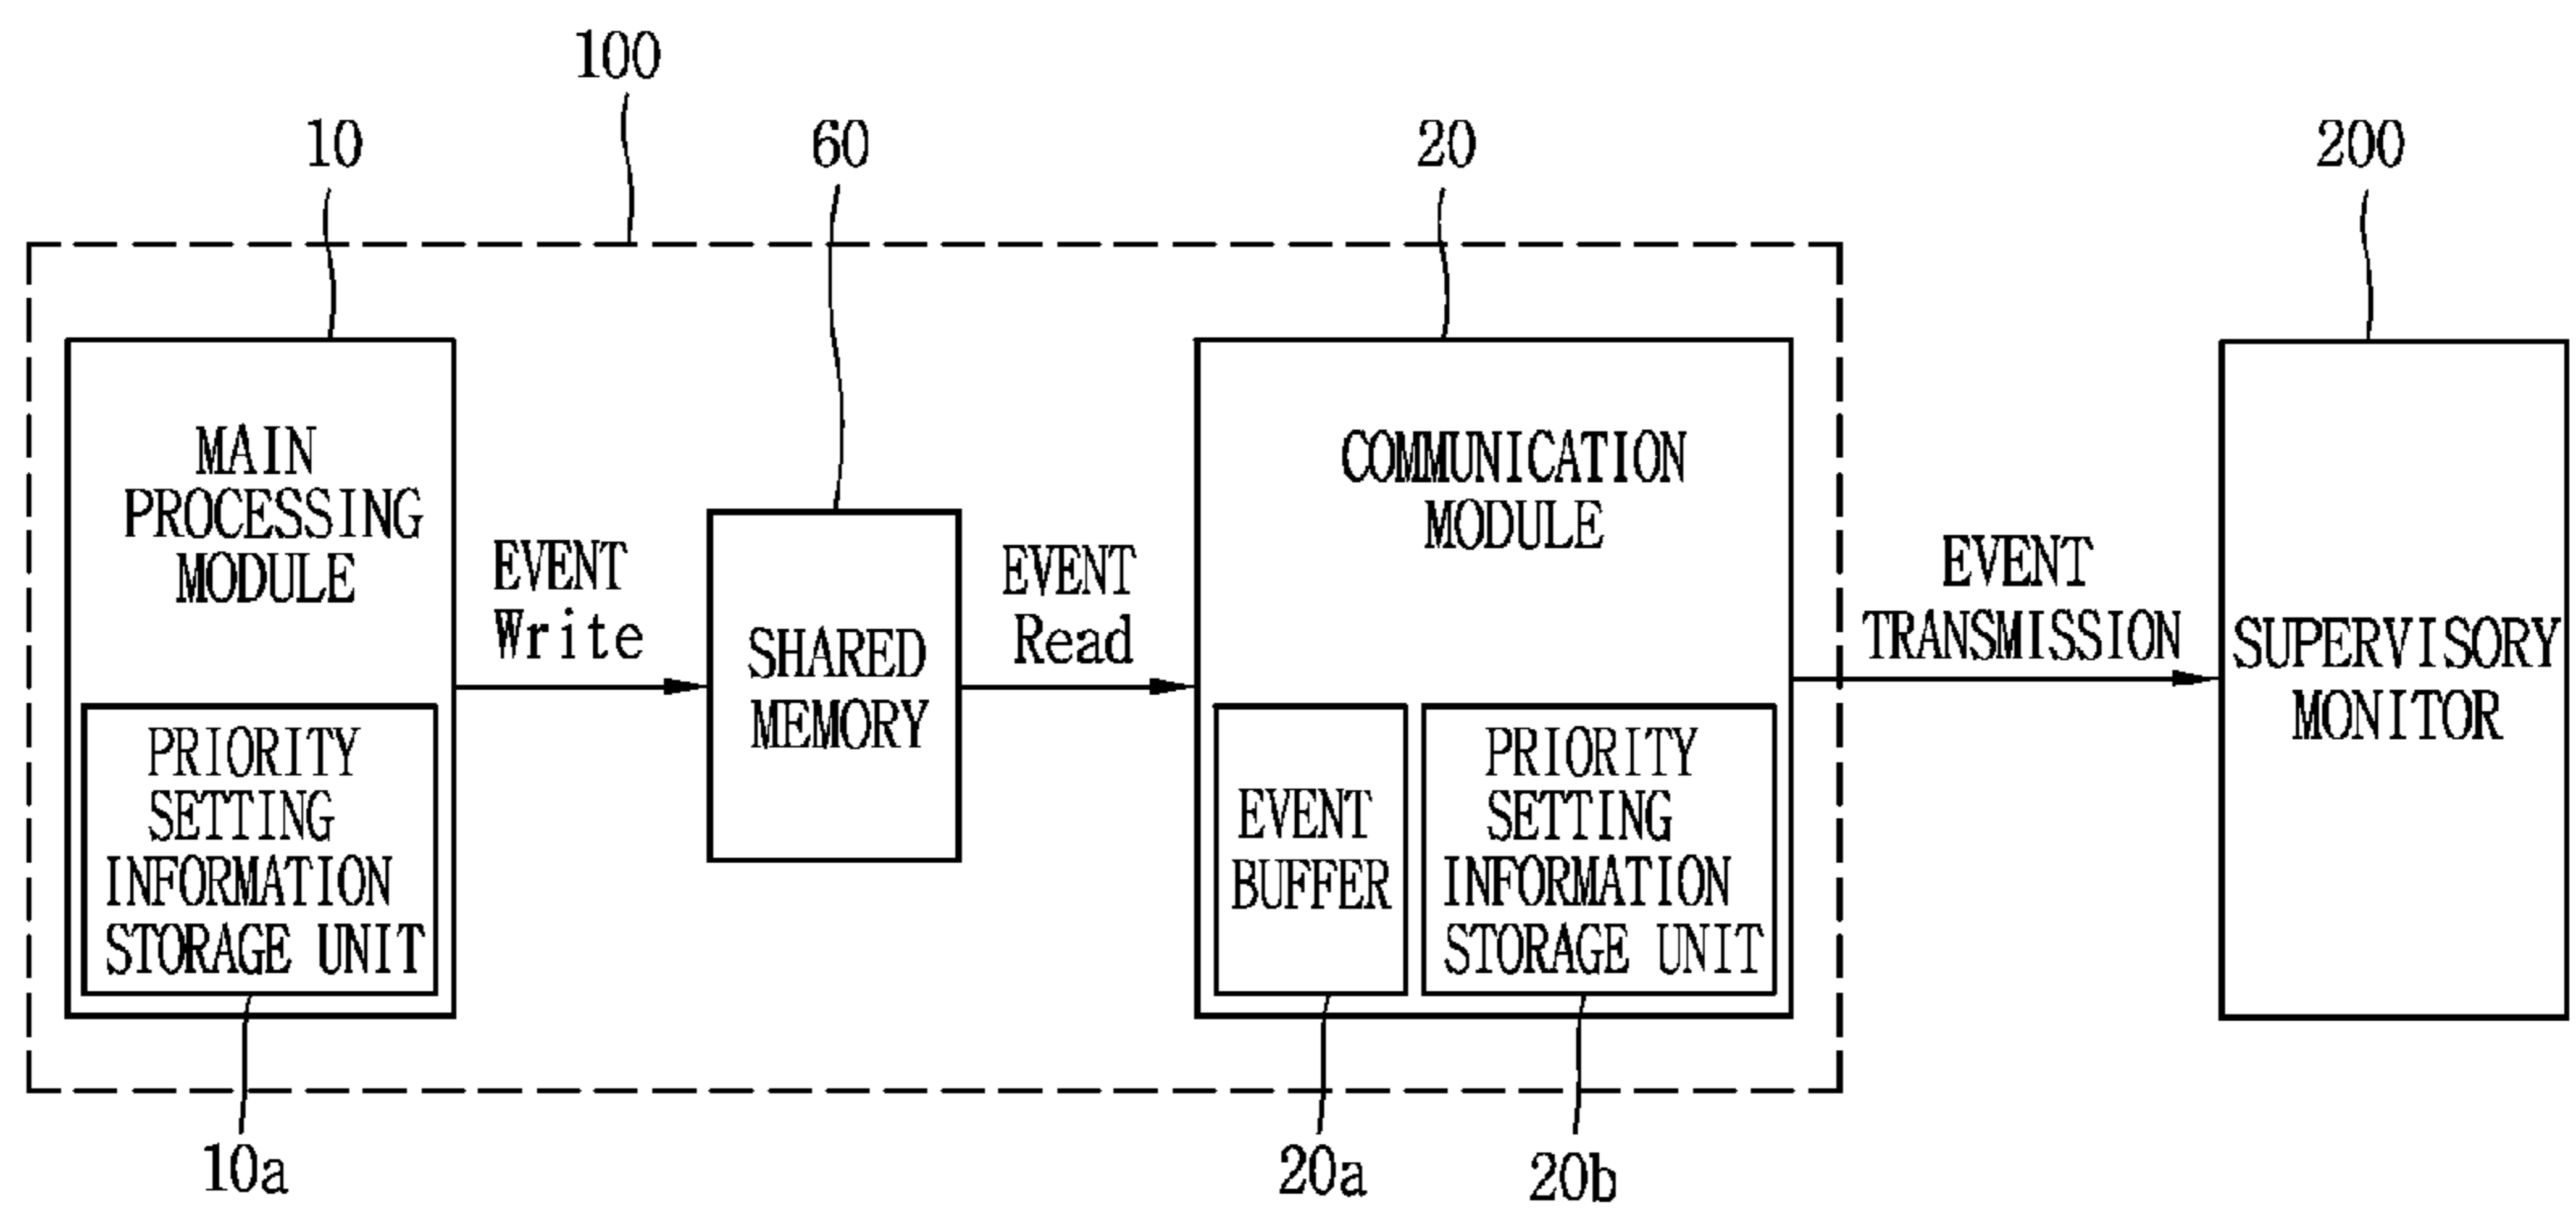 100
10
60
20
200
MAIN
PROCESSING
MODULE
PRIORITY
SETTING
INFORMATION
STORAGE UNIT
EVENT
Write
SHARED
MEMORY
EVENT
Read
COMMUNICATION
MODULE
EVENT
BUFFER
PRIORITY
SETTING
INFORMATION
STORAGE UNIT
EVENT
TRANSMISSION
SUPERVISORY
MONITOR
10a
20a
20b